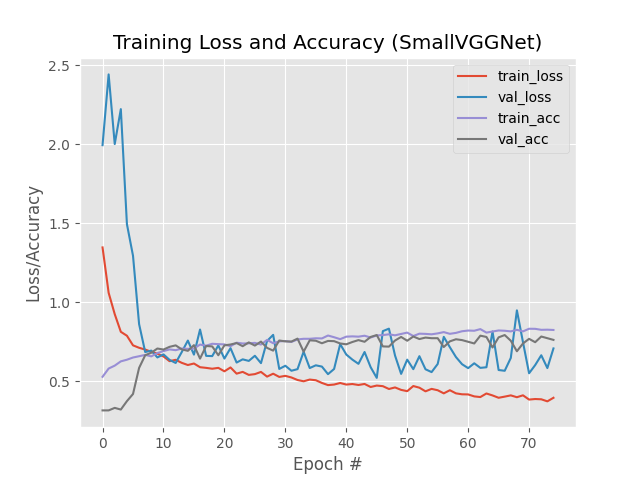 Training Loss and Accuracy (SmallVGGNet)
2.5
2.0
1.5
1.0
0.5
Loss/Accuracy
train_loss
val_loss
train_acc
val_acc
0 10 20 30 40 50 60 70
Epoch #